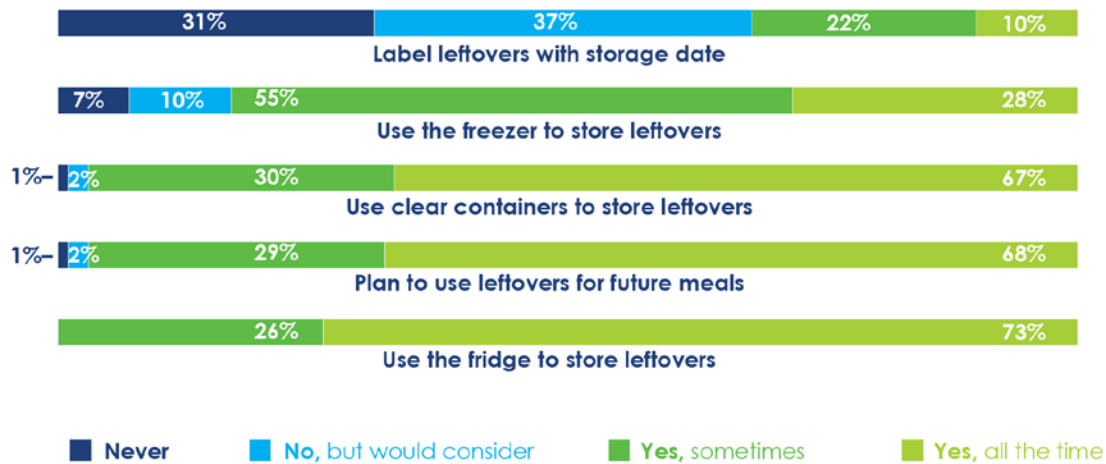 31% 37% 22% 10%
Label leftovers with storage date
7% 10% 55% 28%
Use the freezer to store leftovers
1%– 2% 30% 67%
Use clear containers to store leftovers
1%– 2% 29% 68%
Plan to use leftovers for future meals
26% 73%
Use the fridge to store leftovers
Never No, but would consider Yes, sometimes Yes, all the time